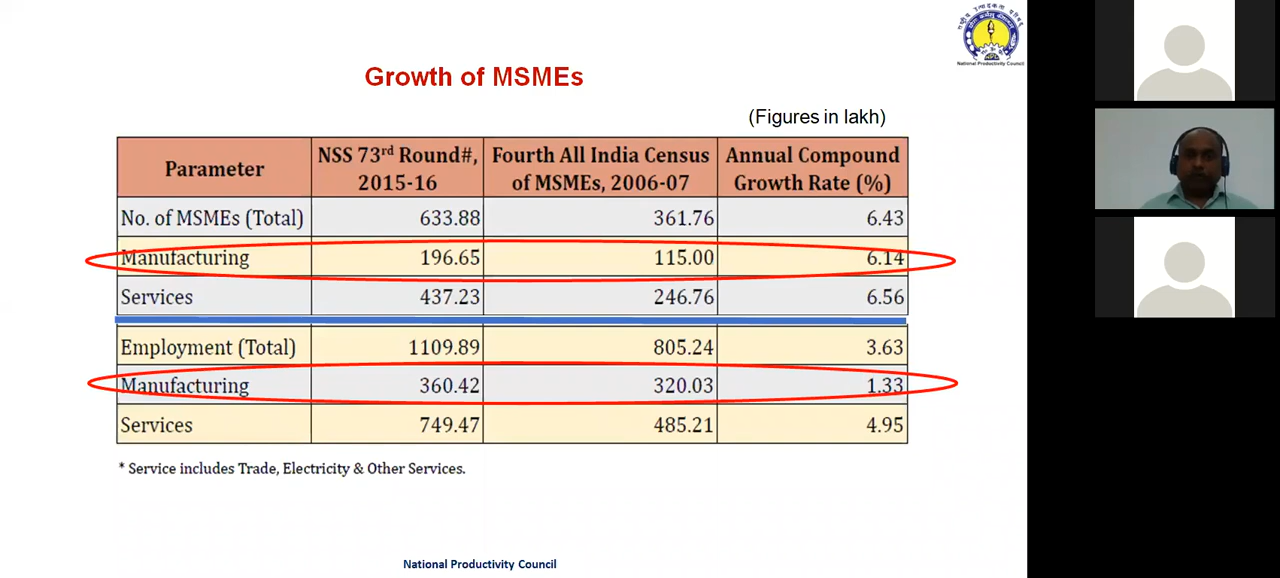 National Productivity Council
Growth of MSMEs
(Figures in lakh)
Parameter NSS 73rd Round#, 2015-16 Fourth All India Census of MSMEs, 2006-07 Annual Compound Growth Rate (%)
No. of MSMEs (Total) 633.88 361.76 6.43
Manufacturing 196.65 115.00 6.14
Services 437.23 246.76 6.56
Employment (Total) 1109.89 805.24 3.63
Manufacturing 360.42 320.03 1.33
Services 749.47 485.21 4.95
* Service includes Trade, Electricity & Other Services.
National Productivity Council